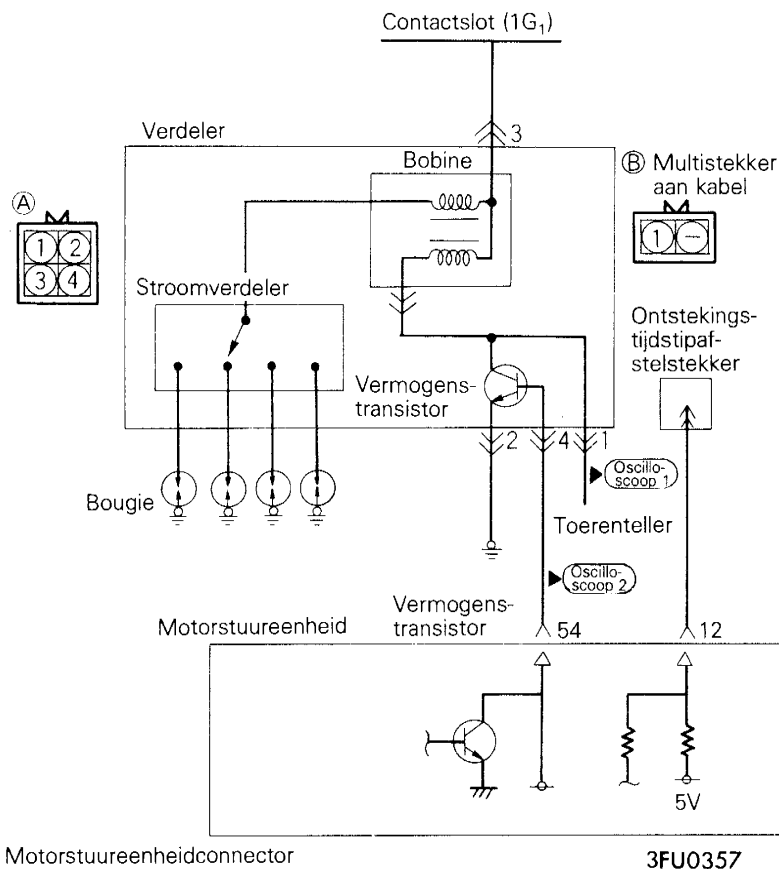 Contactslot (1G₁)
3
Verdeler
Bobine
Ⓑ Multistekker
aan kabel
Ⓐ
1 2
3 4
1 −
Stroomverdeler
Ontstekings-
tijdstipaf-
stelstekker
Vermogens-
transistor
2 4 1
Oscillo-
scoop 1
Bougie
Toerenteller
Oscillo-
scoop 2
Vermogens-
transistor
Motorstuureenheid
54
12
5V
Motorstuureenheidconnector
3FU0357